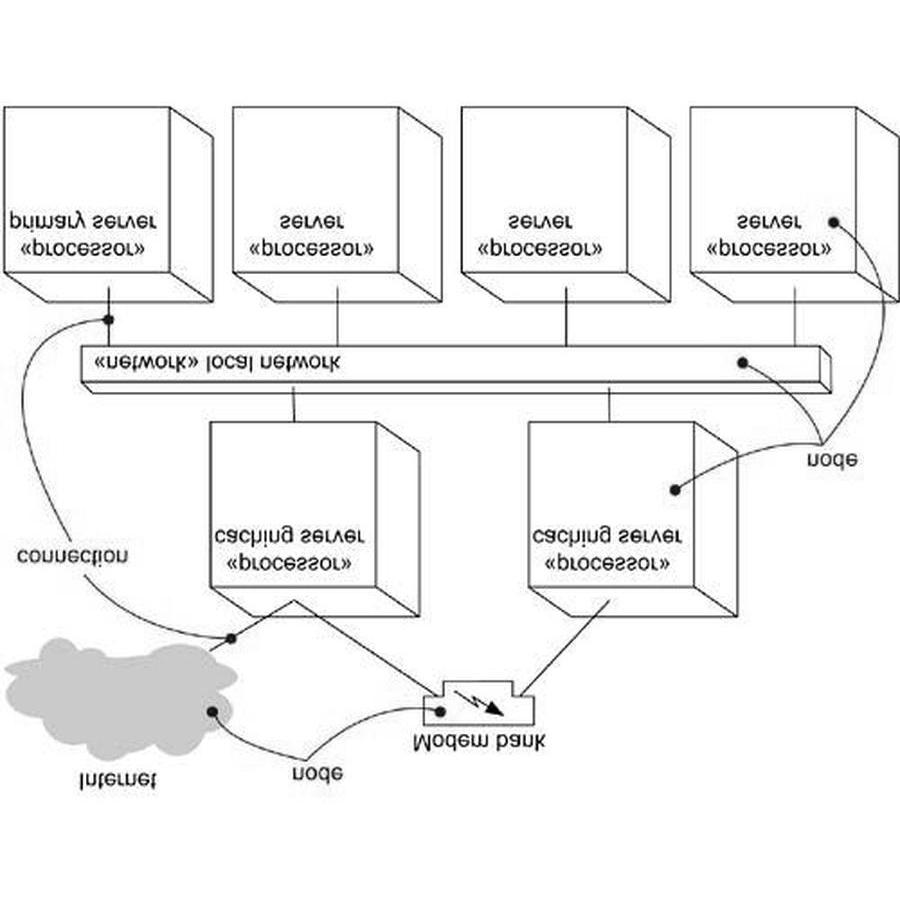 Internet
node
Modem bank
«processor»
caching server
«processor»
caching server
connection
node
«network» local network
«processor»
primary server
«processor»
server
«processor»
server
«processor»
server